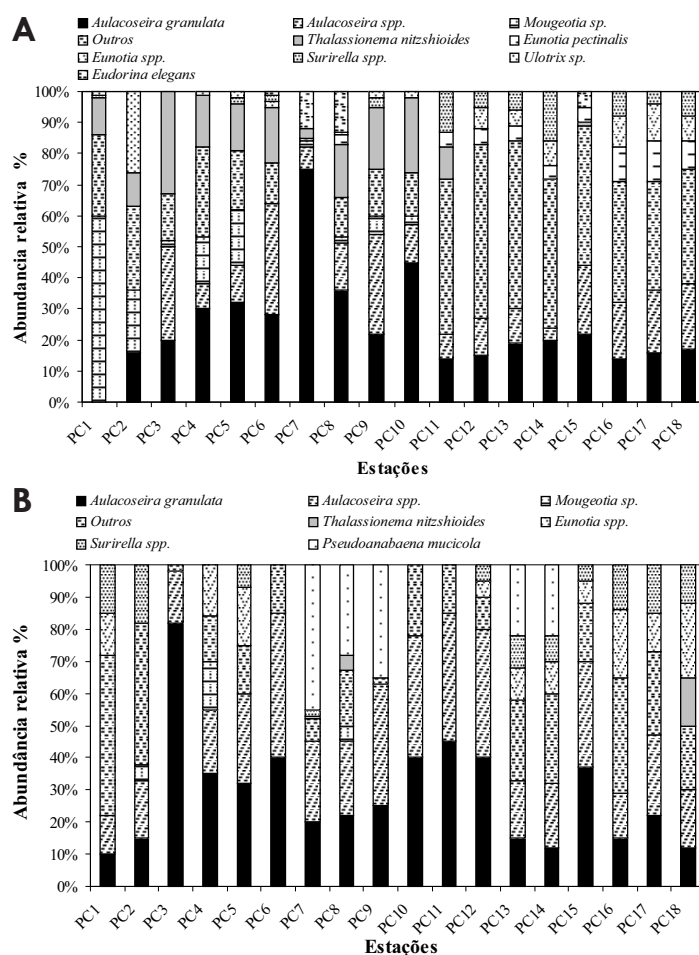 A
Aulacoseira granulata Aulacoseira spp. Mougeotia sp.
Outros Thalassionema nitzshioides Eunotia pectinalis
Eunotia spp. Surirella spp. Ulotrix sp.
Eudorina elegans
Abundancia relativa %
100%
90%
80%
70%
60%
50%
40%
30%
20%
10%
0%
PC1 PC2 PC3 PC4 PC5 PC6 PC7 PC8 PC9 PC10 PC11 PC12 PC13 PC14 PC15 PC16 PC17 PC18
Estações
B
Aulacoseira granulata Aulacoseira spp. Mougeotia sp.
Outros Thalassionema nitzshioides Eunotia spp.
Surirella spp. Pseudoanabaena mucicola
Abundância relativa %
100%
90%
80%
70%
60%
50%
40%
30%
20%
10%
0%
PC1 PC2 PC3 PC4 PC5 PC6 PC7 PC8 PC9 PC10 PC11 PC12 PC13 PC14 PC15 PC16 PC17 PC18
Estações